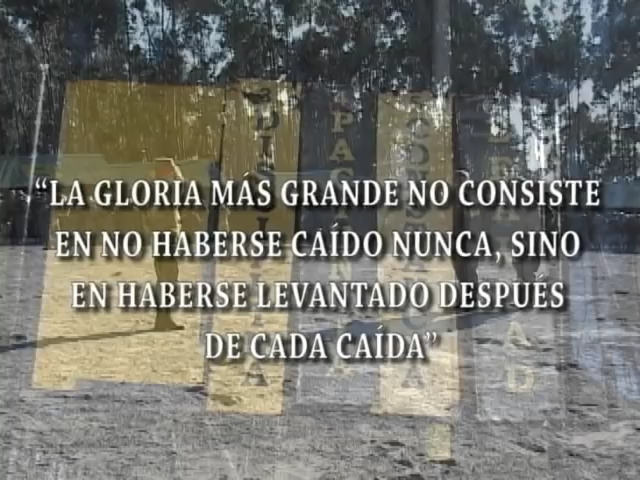 “LA GLORIA MÁS GRANDE NO CONSISTE
EN NO HABERSE CAÍDO NUNCA, SINO
EN HABERSE LEVANTADO DESPUÉS
DE CADA CAÍDA”